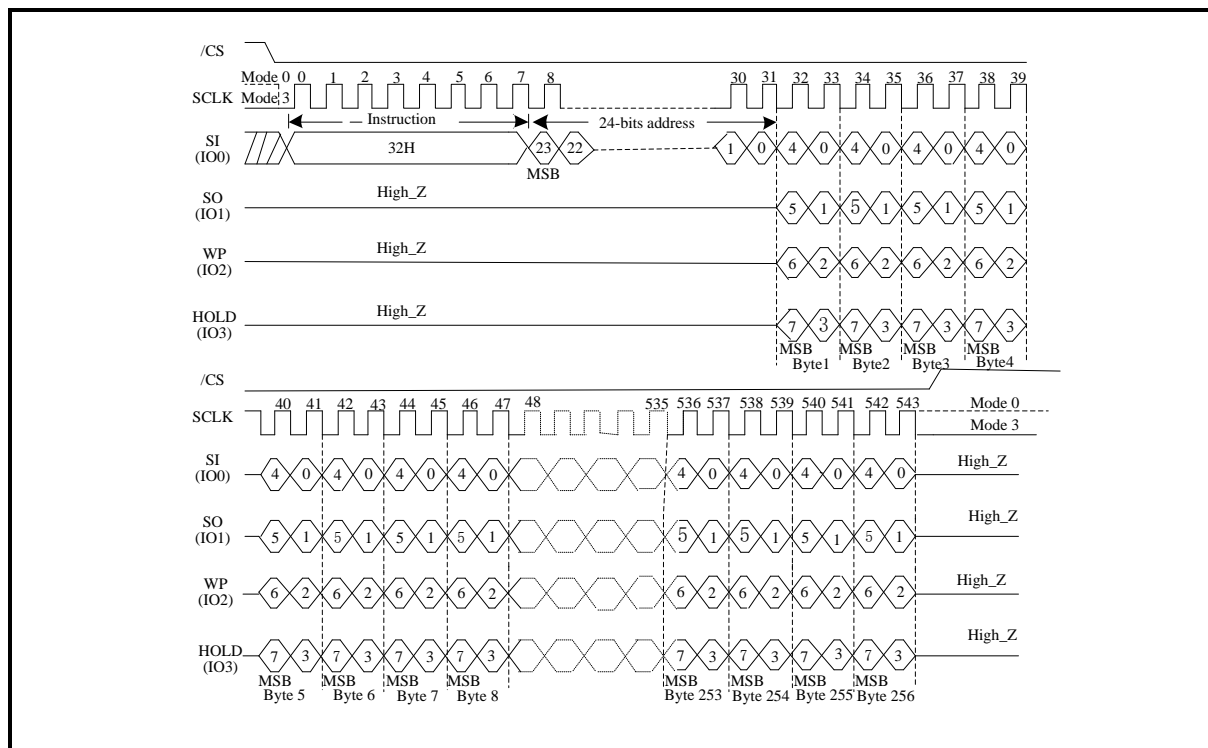 /CS
Mode 0 0 1 2 3 4 5 6 7 8 30 31 32 33 34 35 36 37 38 39
SCLK Mode 3
Instruction 24-bits address
SI
(IO0) 32H 23 22 1 0 4 0 4 0 4 0 4 0
MSB
SO
(IO1) High_Z 5 1 5 1 5 1 5 1
WP
(IO2) High_Z 6 2 6 2 6 2 6 2
HOLD
(IO3) High_Z 7 3 7 3 7 3 7 3
MSB MSB MSB MSB
Byte1 Byte2 Byte3 Byte4
/CS
40 41 42 43 44 45 46 47 48 535 536 537 538 539 540 541 542 543 Mode 0
SCLK Mode 3
SI
(IO0) 4 0 4 0 4 0 4 0 4 0 4 0 4 0 4 0 High_Z
SO
(IO1) 5 1 5 1 5 1 5 1 5 1 5 1 5 1 5 1 High_Z
WP
(IO2) 6 2 6 2 6 2 6 2 6 2 6 2 6 2 6 2 High_Z
HOLD
(IO3) 7 3 7 3 7 3 7 3 7 3 7 3 7 3 7 3 High_Z
MSB MSB MSB MSB MSB MSB MSB MSB
Byte 5 Byte 6 Byte 7 Byte 8 Byte 253 Byte 254 Byte 255 Byte 256